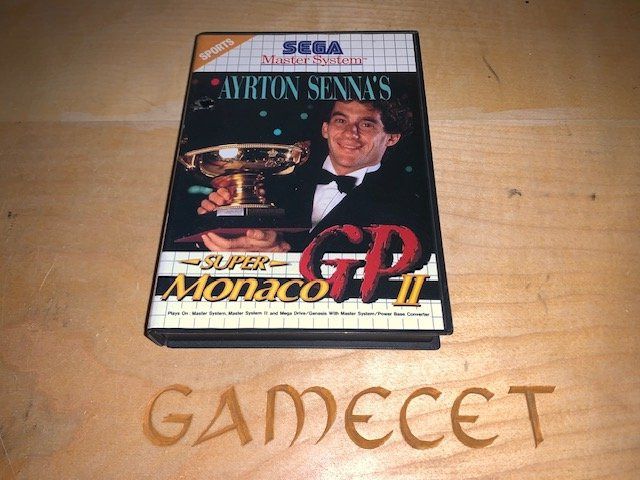 SPORTS
SEGA
Master System™
AYRTON SENNA'S
SUPER
Monaco GP II
Plays On : Master System, Master System II and Mega Drive/Genesis With Master System/Power Base Converter
GAMECET